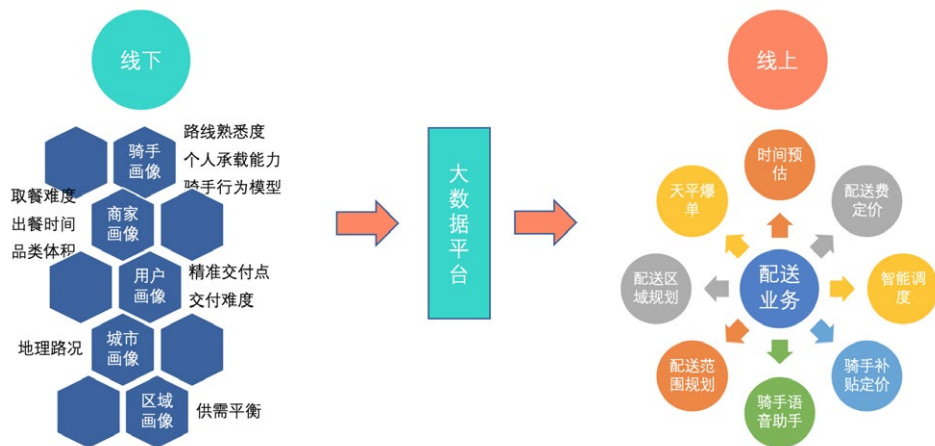 线下
线上
骑手
画像
路线熟悉度
个人承载能力
骑手行为模型
取餐难度
出餐时间
品类体积
商家
画像
用户
画像
精准交付点
交付难度
地理路况
城市
画像
区域
画像
供需平衡
大数据平台
时间预
估
配送费
定价
智能调
度
骑手补
贴定价
骑手语
音助手
配送范
围规划
配送区
域规划
天平爆
单
配送
业务